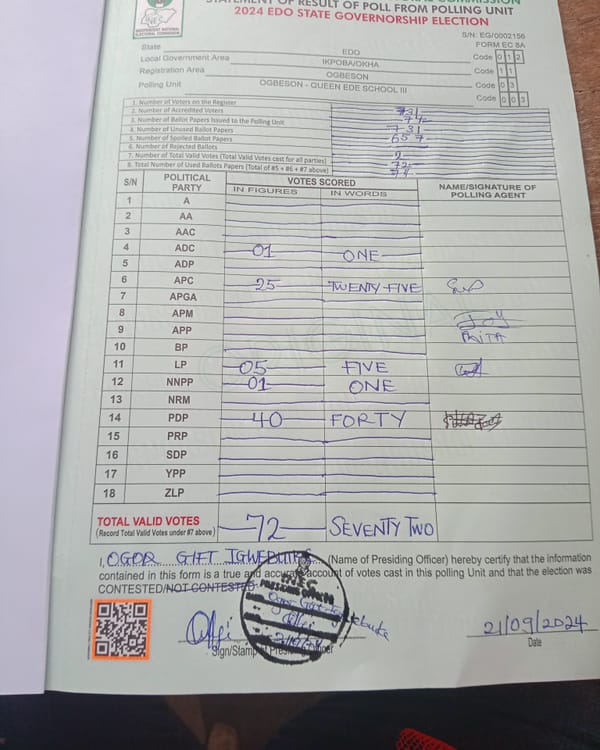 STATEMENT OF RESULT OF POLL FROM POLLING UNIT
2024 EDO STATE GOVERNORSHIP ELECTION
INDEPENDENT NATIONAL ELECTORAL COMMISSION
S/N: EG/0002156
FORM EC 8A
State EDO Code 0 1 2
Local Government Area IKPOBA/OKHA Code 1 1
Registration Area OGBESON Code 0 3
Polling Unit OGBESON - QUEEN EDE SCHOOL III Code 0 0 3
1. Number of Voters on the Register 731
2. Number of Accredited Voters 74
3. Number of Ballot Papers Issued to the Polling Unit 731
4. Number of Unused Ballot Papers 657
5. Number of Spoiled Ballot Papers
6. Number of Rejected Ballots 2
7. Number of Total Valid Votes (Total Valid Votes cast for all parties) 72
8. Total Number of Used Ballots Papers (Total of #5 + #6 + #7 above) 74
S/N POLITICAL PARTY VOTES SCORED NAME/SIGNATURE OF POLLING AGENT
IN FIGURES IN WORDS
1 A
2 AA
3 AAC
4 ADC 01 ONE
5 ADP
6 APC 25 TWENTY FIVE
7 APGA
8 APM JOY
9 APP RITA
10 BP
11 LP 05 FIVE
12 NNPP 01 ONE
13 NRM
14 PDP 40 FORTY
15 PRP
16 SDP
17 YPP
18 ZLP
TOTAL VALID VOTES 72 SEVENTY TWO
(Record Total Valid Votes under #7 above)
I, OGOR GIFT IGWEBUIKE (Name of Presiding Officer) hereby certify that the information
contained in this form is a true and accurate account of votes cast in this polling Unit and that the election was
CONTESTED/NOT CONTESTED
INEC
Ogor Gift Igwebuike
21/09/2024
Sign/Stamp of Presiding Officer
Date